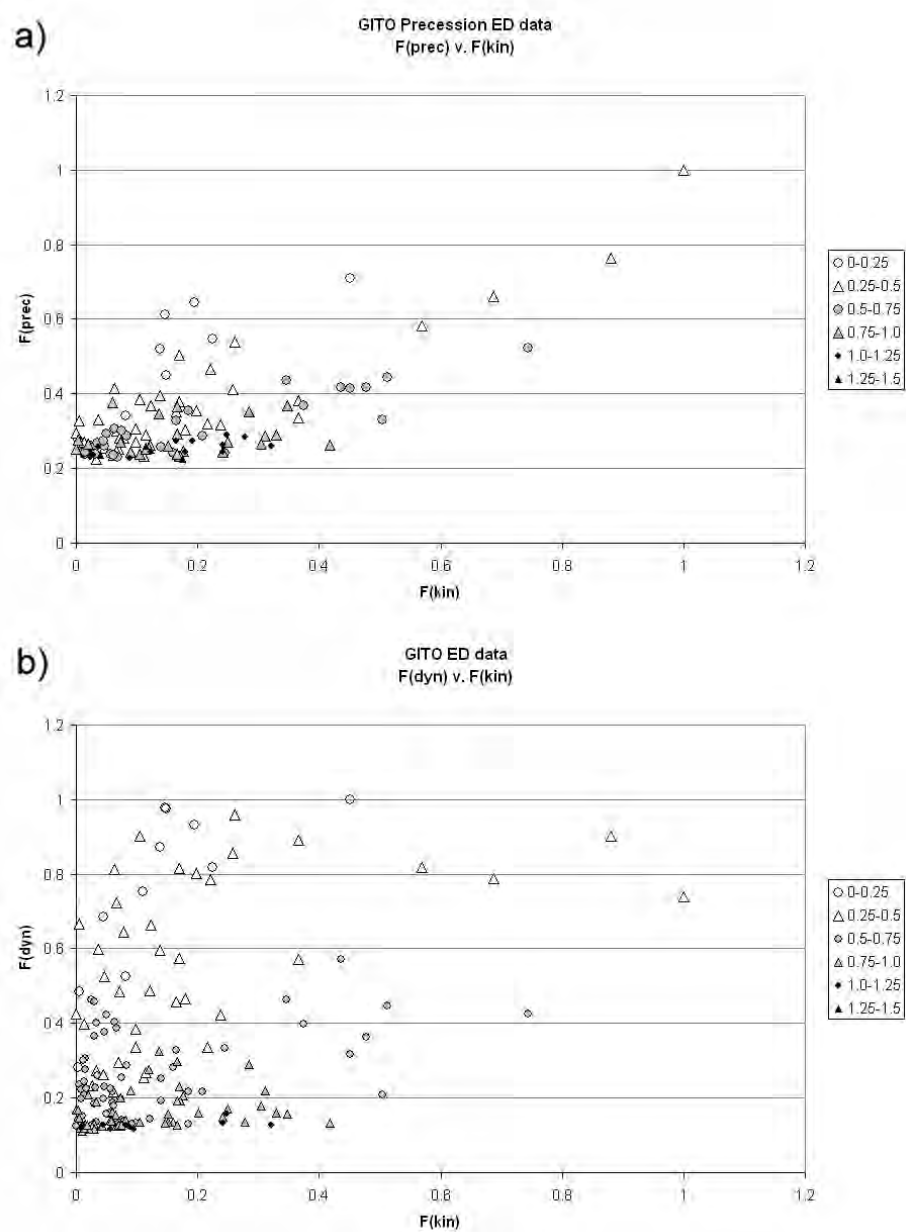 a)
GITO Precession ED data
F(prec) v. F(kin)
1.2
1
0.8
0.6
0.4
0.2
0
F(prec)
0 0.2 0.4 0.6 0.8 1 1.2
F(kin)
0-0.25
0.25-0.5
0.5-0.75
0.75-1.0
1.0-1.25
1.25-1.5
b)
GITO ED data
F(dyn) v. F(kin)
1.2
1
0.8
0.6
0.4
0.2
0
F(dyn)
0 0.2 0.4 0.6 0.8 1 1.2
F(kin)
0-0.25
0.25-0.5
0.5-0.75
0.75-1.0
1.0-1.25
1.25-1.5